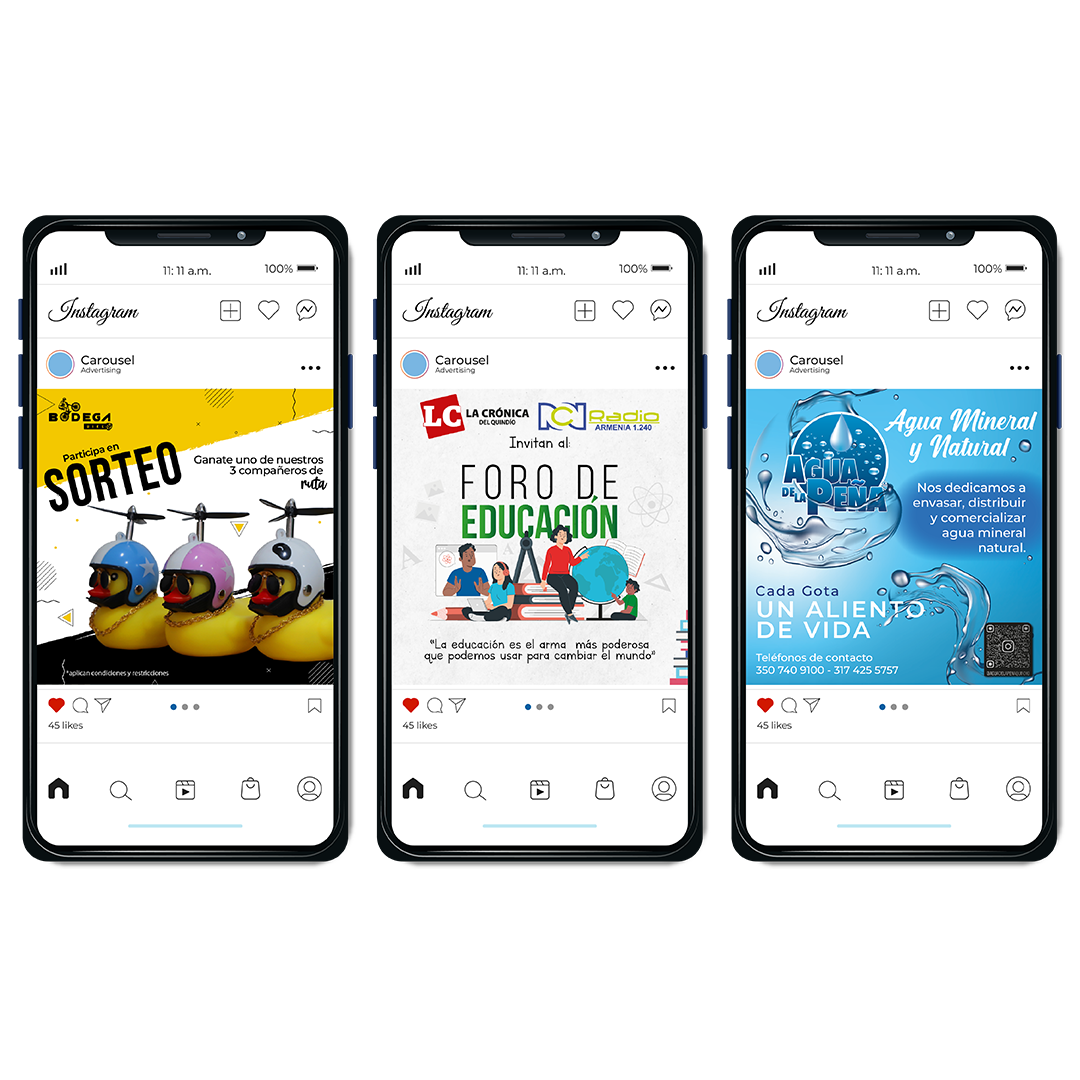 11: 11 a.m.
100%
Instagram
Carousel
Advertising
BODEGA
Participa en
SORTEO
Ganate uno de nuestros
3 compañeros de
ruta
*aplican condiciones y restricciones
45 likes
11: 11 a.m.
100%
Instagram
Carousel
Advertising
LC LA CRÓNICA
DEL QUINDÍO
RCN Radio
ARMENIA 1.240
Invitan al:
FORO DE
EDUCACIÓN
"La educación es el arma más poderosa
que podemos usar para cambiar el mundo"
45 likes
11: 11 a.m.
100%
Instagram
Carousel
Advertising
AGUA
DE LA PEÑA
Agua Mineral
y Natural
Nos dedicamos a
envasar, distribuir
y comercializar
agua mineral
natural.
Cada Gota
UN ALIENTO
DE VIDA
Teléfonos de contacto
350 740 9100 - 317 425 5757
45 likes